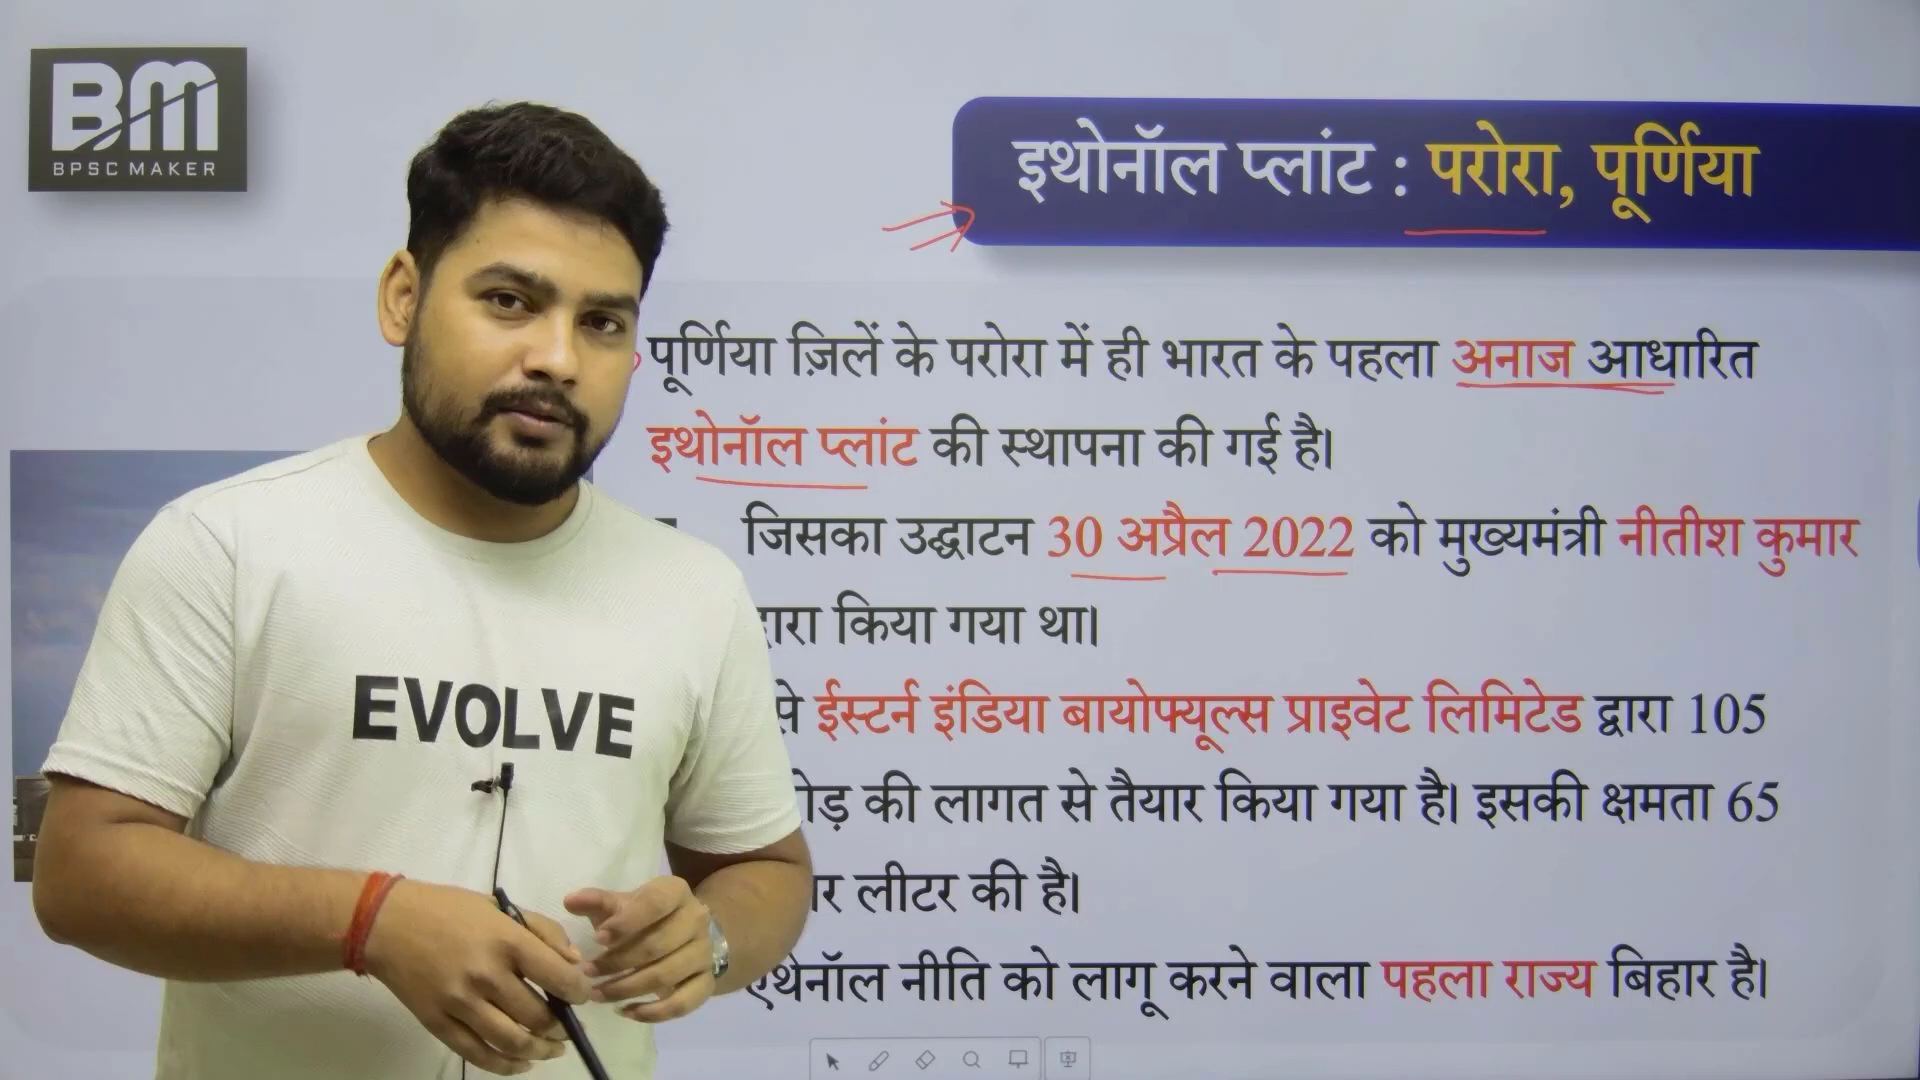 BM
BPSC MAKER
इथोनॉल प्लांट : परोरा, पूर्णिया
पूर्णिया ज़िलें के परोरा में ही भारत के पहला अनाज आधारित
इथोनॉल प्लांट की स्थापना की गई है।
जिसका उद्घाटन 30 अप्रैल 2022 को मुख्यमंत्री नीतीश कुमार
किया गया था।
ईस्टर्न इंडिया बायोफ्यूल्स प्राइवेट लिमिटेड द्वारा 105
की लागत से तैयार किया गया है। इसकी क्षमता 65
लीटर की है।
एथेनॉल नीति को लागू करने वाला पहला राज्य बिहार है।
EVOLVE